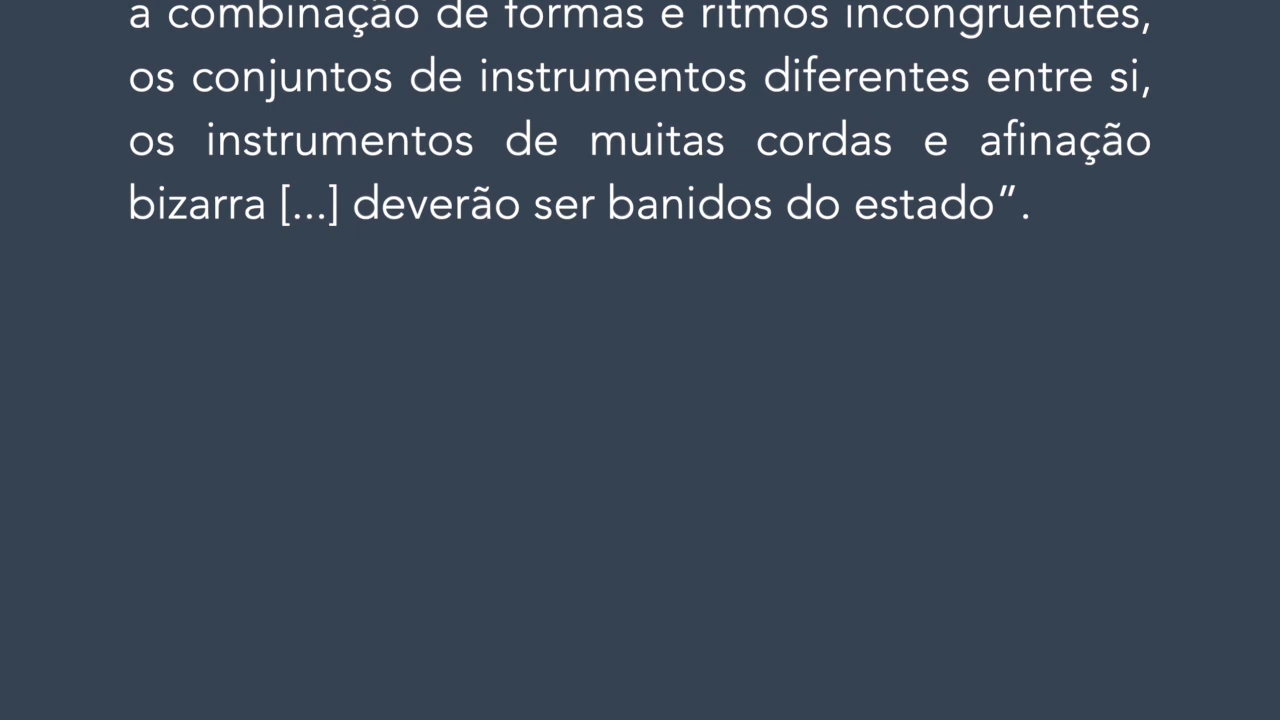 a combinação de formas e ritmos incongruentes,
os conjuntos de instrumentos diferentes entre si,
os instrumentos de muitas cordas e afinação
bizarra [...] deverão ser banidos do estado”.